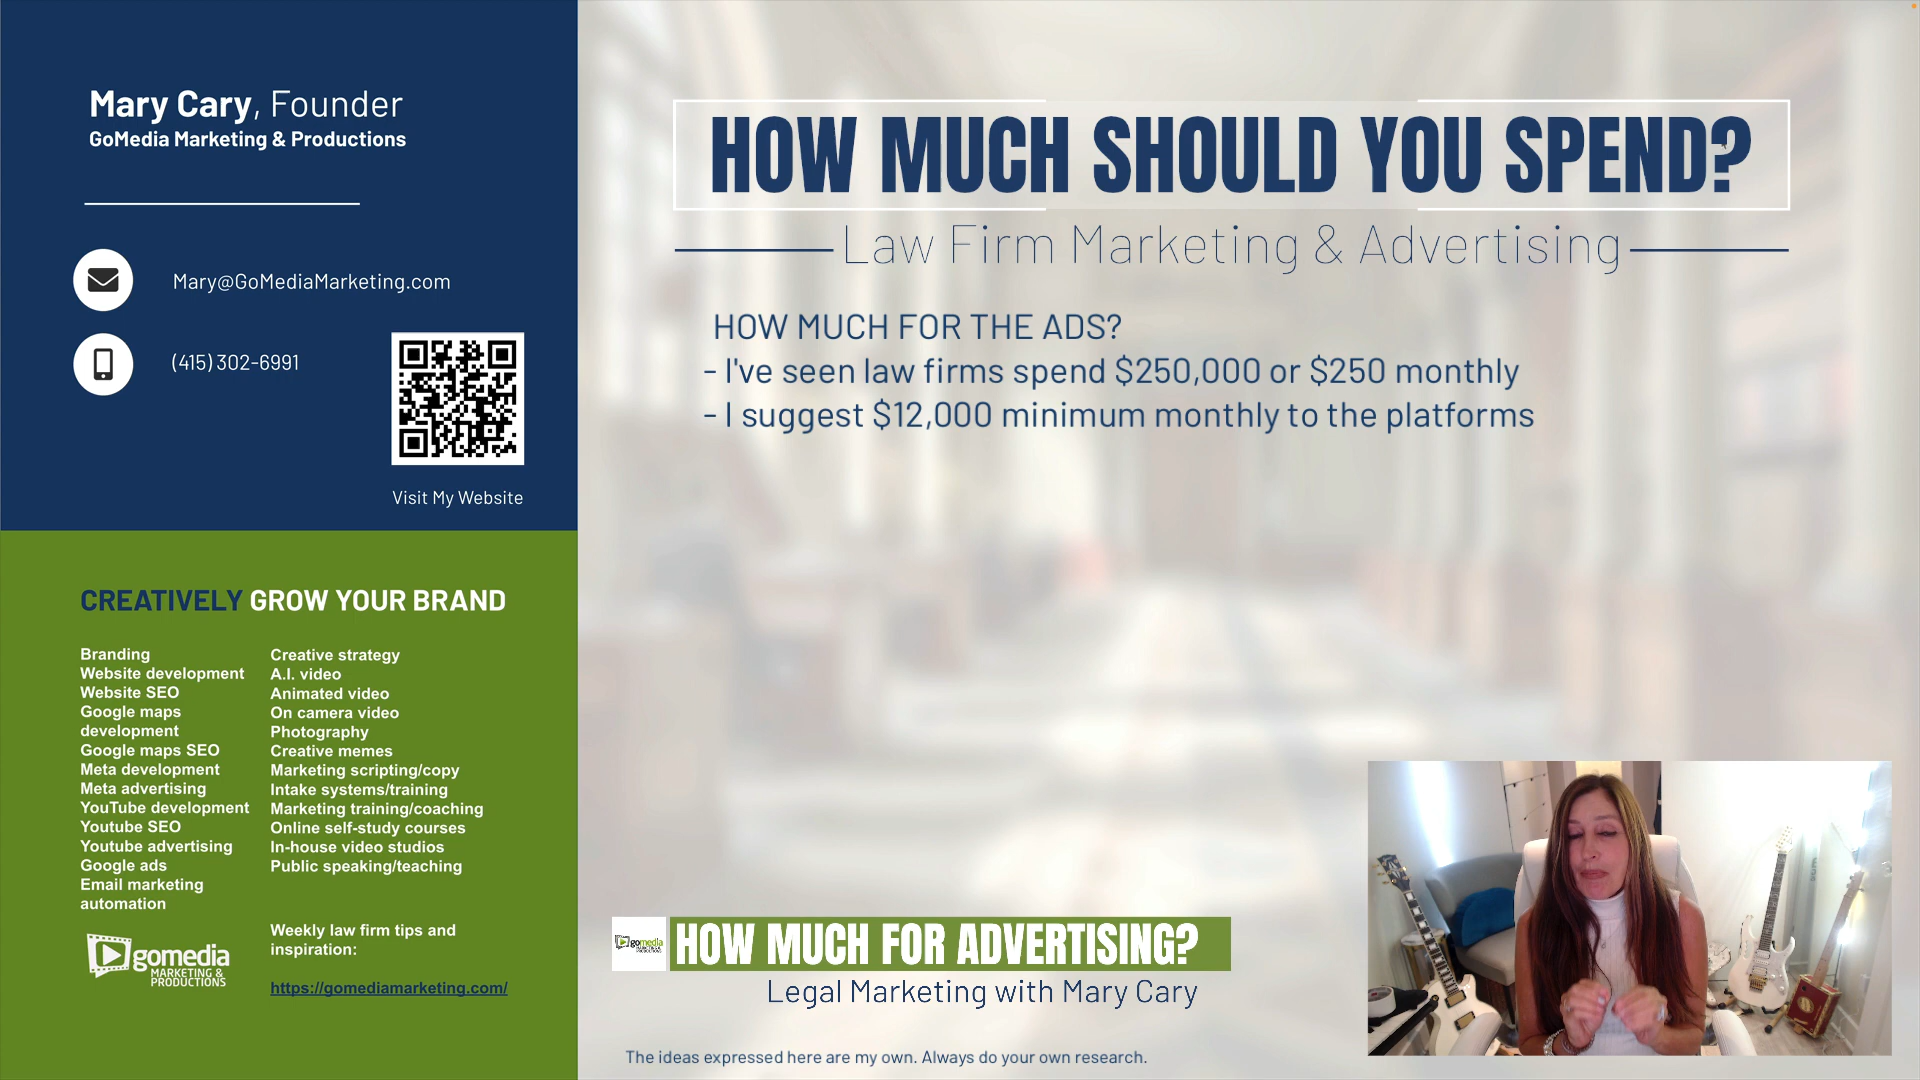 Mary Cary, Founder
GoMedia Marketing & Productions
Mary@GoMediaMarketing.com
(415) 302-6991
Visit My Website
CREATIVELY GROW YOUR BRAND
Branding
Website development
Website SEO
Google maps
development
Google maps SEO
Meta development
Meta advertising
YouTube development
Youtube SEO
Youtube advertising
Google ads
Email marketing
automation
Creative strategy
A.I. video
Animated video
On camera video
Photography
Creative memes
Marketing scripting/copy
Intake systems/training
Marketing training/coaching
Online self-study courses
In-house video studios
Public speaking/teaching
Weekly law firm tips and
inspiration:
https://gomediamarketing.com/
gomedia
MARKETING &
PRODUCTIONS
HOW MUCH SHOULD YOU SPEND?
Law Firm Marketing & Advertising
HOW MUCH FOR THE ADS?
- I've seen law firms spend $250,000 or $250 monthly
- I suggest $12,000 minimum monthly to the platforms
gomedia
MARKETING &
PRODUCTIONS
HOW MUCH FOR ADVERTISING?
Legal Marketing with Mary Cary
The ideas expressed here are my own. Always do your own research.